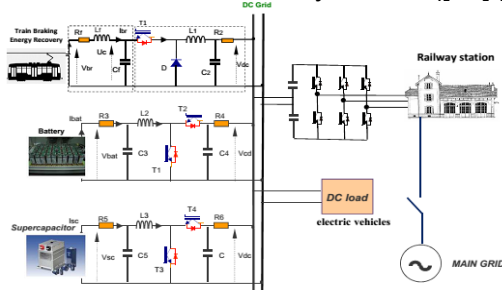 DC Grid
Train Braking
Energy Recovery
Rf
Lf
Ibr
T1
L1
R2
Uc
Vbr
Cf
D
C2
Vdc
Railway station
Ibat
Battery
R3
L2
T2
R4
Vbat
C3
T1
C4
Vcd
DC load
electric vehicles
Isc
Supercapacitor
R5
L3
T4
R6
Vsc
C5
T3
C
Vdc
MAIN GRID